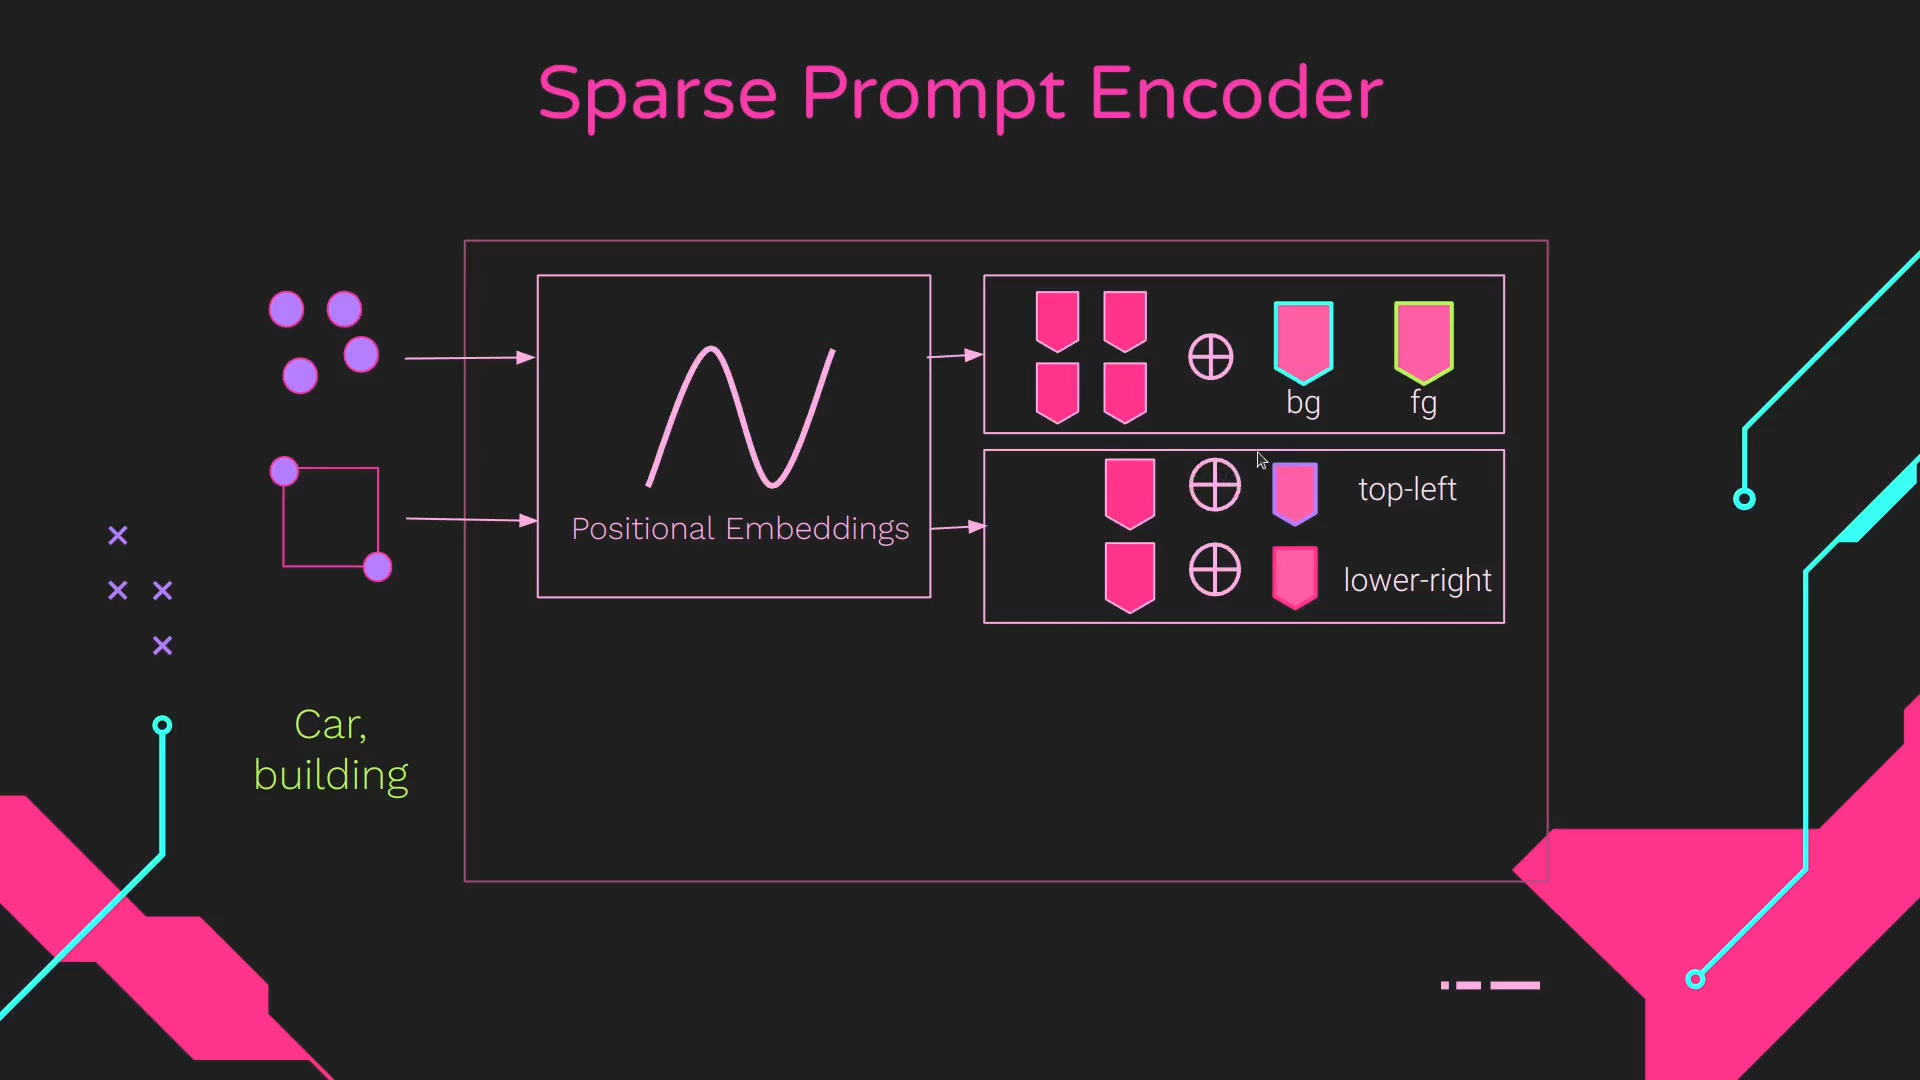 Sparse Prompt Encoder
bg
fg
top-left
Positional Embeddings
lower-right
Car,
building